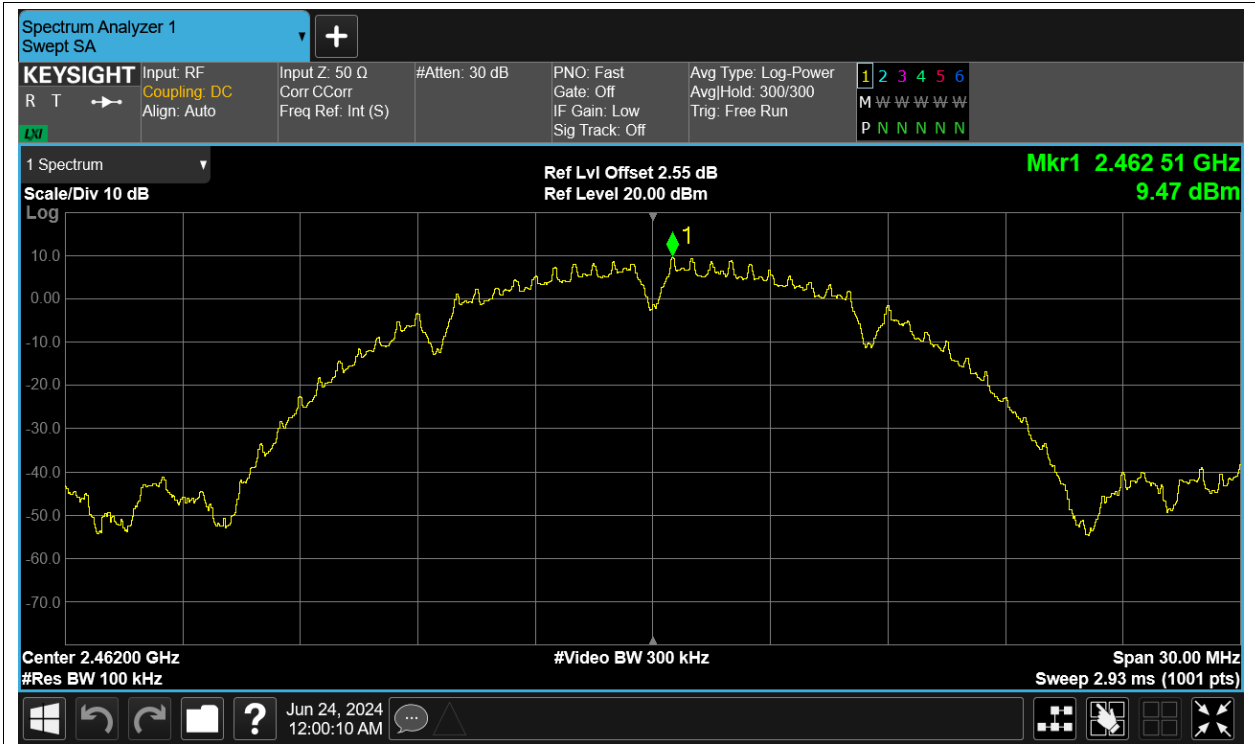 Spectrum Analyzer 1
Swept SA
KEYSIGHT
R T
LXI
Input: RF
Coupling: DC
Align: Auto
Input Z: 50 Ω
Corr CCorr
Freq Ref: Int (S)
#Atten: 30 dB
PNO: Fast
Gate: Off
IF Gain: Low
Sig Track: Off
Avg Type: Log-Power
Avg|Hold: 300/300
Trig: Free Run
1 2 3 4 5 6
M W W W W W
P N N N N N
1 Spectrum
Scale/Div 10 dB
Log
Ref Lvl Offset 2.55 dB
Ref Level 20.00 dBm
Mkr1 2.462 51 GHz
9.47 dBm
1
10.0
0.00
-10.0
-20.0
-30.0
-40.0
-50.0
-60.0
-70.0
Center 2.46200 GHz
#Res BW 100 kHz
#Video BW 300 kHz
Span 30.00 MHz
Sweep 2.93 ms (1001 pts)
?
Jun 24, 2024
12:00:10 AM